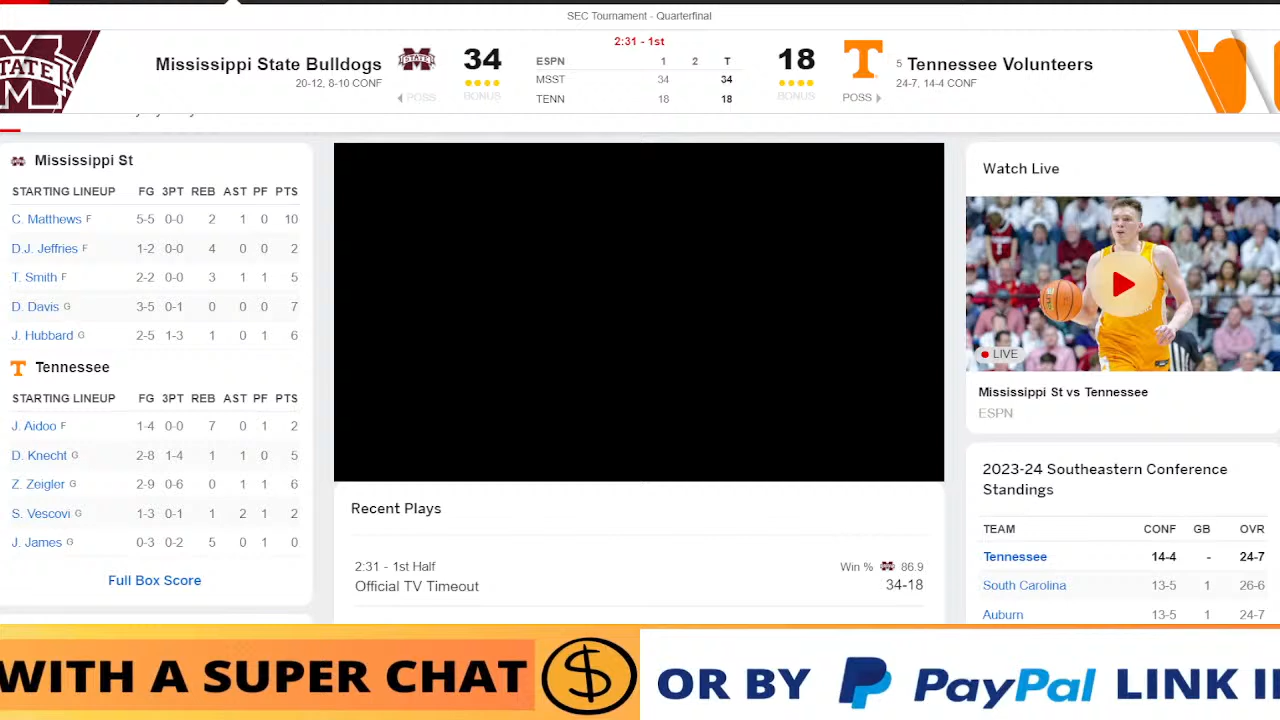 SEC Tournament - Quarterfinal
2:31 - 1st
Mississippi State Bulldogs
20-12, 8-10 CONF
STATE
34
BONUS
POSS
ESPN 1 2 T
MSST 34 34
TENN 18 18
18
BONUS
POSS
5 Tennessee Volunteers
24-7, 14-4 CONF
Mississippi St
STARTING LINEUP FG 3PT REB AST PF PTS
C. Matthews F 5-5 0-0 2 1 0 10
D.J. Jeffries F 1-2 0-0 4 0 0 2
T. Smith F 2-2 0-0 3 1 1 5
D. Davis G 3-5 0-1 0 0 0 7
J. Hubbard G 2-5 1-3 1 0 1 6
Tennessee
STARTING LINEUP FG 3PT REB AST PF PTS
J. Aidoo F 1-4 0-0 7 0 1 2
D. Knecht G 2-8 1-4 1 1 0 5
Z. Zeigler G 2-9 0-6 0 1 1 6
S. Vescovi G 1-3 0-1 1 2 1 2
J. James G 0-3 0-2 5 0 1 0
Full Box Score
Recent Plays
2:31 - 1st Half
Official TV Timeout
Win % 86.9
34-18
Watch Live
LIVE
Mississippi St vs Tennessee
ESPN
2023-24 Southeastern Conference
Standings
TEAM CONF GB OVR
Tennessee 14-4 - 24-7
South Carolina 13-5 1 26-6
Auburn 13-5 1 24-7
WITH A SUPER CHAT $
OR BY PayPal LINK I